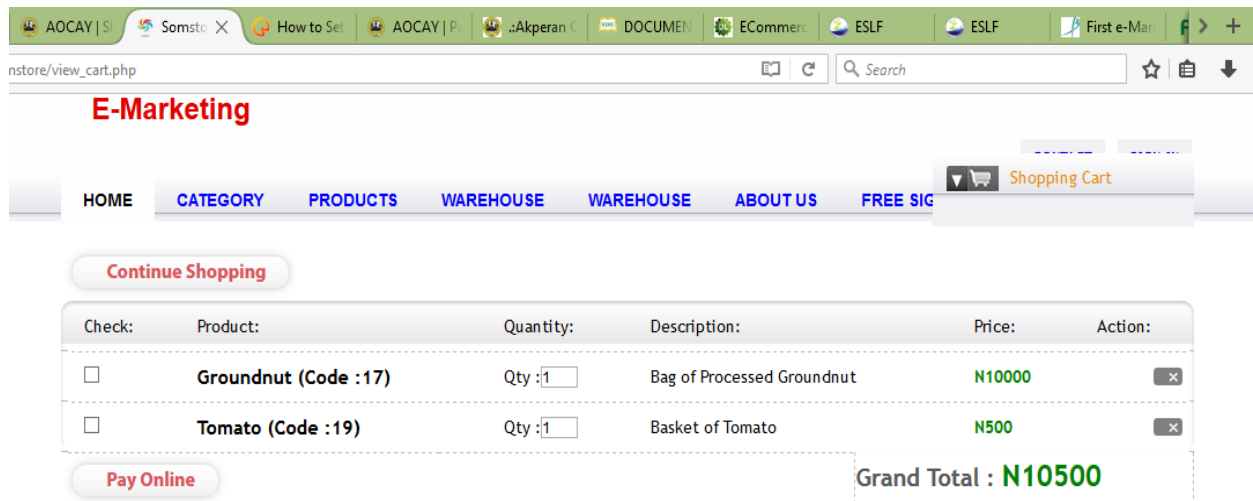 AOCAY | S Somsto How to Set AOCAY | P .:Akperan DOCUMEN ECommerc ESLF ESLF First e-Mar
nstore/view_cart.php Search
E-Marketing
Shopping Cart
HOME CATEGORY PRODUCTS WAREHOUSE WAREHOUSE ABOUT US FREE SIG
Continue Shopping
Check: Product: Quantity: Description: Price: Action:
Groundnut (Code :17) Qty :1 Bag of Processed Groundnut N10000
Tomato (Code :19) Qty :1 Basket of Tomato N500
Pay Online Grand Total : N10500